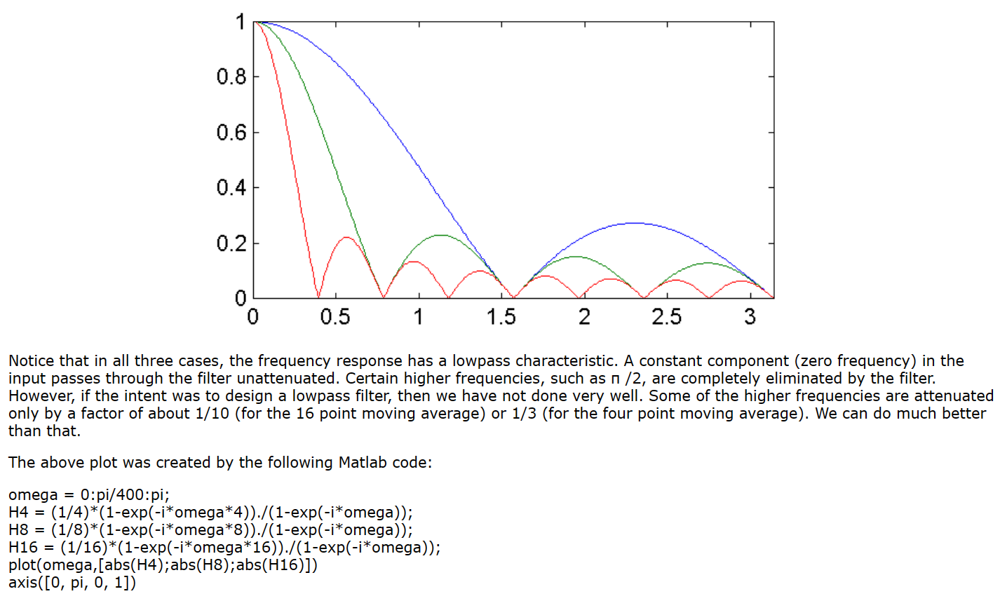 1
0.8
0.6
0.4
0.2
0
0 0.5 1 1.5 2 2.5 3
Notice that in all three cases, the frequency response has a lowpass characteristic. A constant component (zero frequency) in the
input passes through the filter unattenuated. Certain higher frequencies, such as π /2, are completely eliminated by the filter.
However, if the intent was to design a lowpass filter, then we have not done very well. Some of the higher frequencies are attenuated
only by a factor of about 1/10 (for the 16 point moving average) or 1/3 (for the four point moving average). We can do much better
than that.
The above plot was created by the following Matlab code:
omega = 0:pi/400:pi;
H4 = (1/4)*(1-exp(-i*omega*4))./(1-exp(-i*omega));
H8 = (1/8)*(1-exp(-i*omega*8))./(1-exp(-i*omega));
H16 = (1/16)*(1-exp(-i*omega*16))./(1-exp(-i*omega));
plot(omega,[abs(H4);abs(H8);abs(H16)])
axis([0, pi, 0, 1])